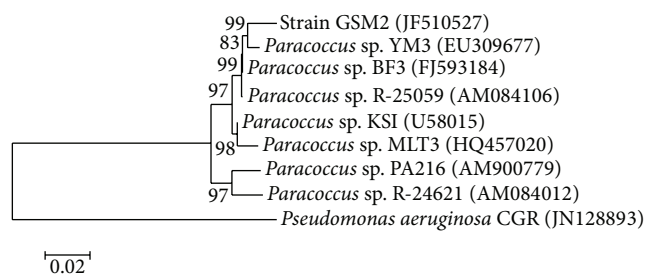 99 Strain GSM2 (JF510527)
83 Paracoccus sp. YM3 (EU309677)
99 Paracoccus sp. BF3 (FJ593184)
97 Paracoccus sp. R-25059 (AM084106)
Paracoccus sp. KSI (U58015)
98 Paracoccus sp. MLT3 (HQ457020)
Paracoccus sp. PA216 (AM900779)
97 Paracoccus sp. R-24621 (AM084012)
Pseudomonas aeruginosa CGR (JN128893)
0.02